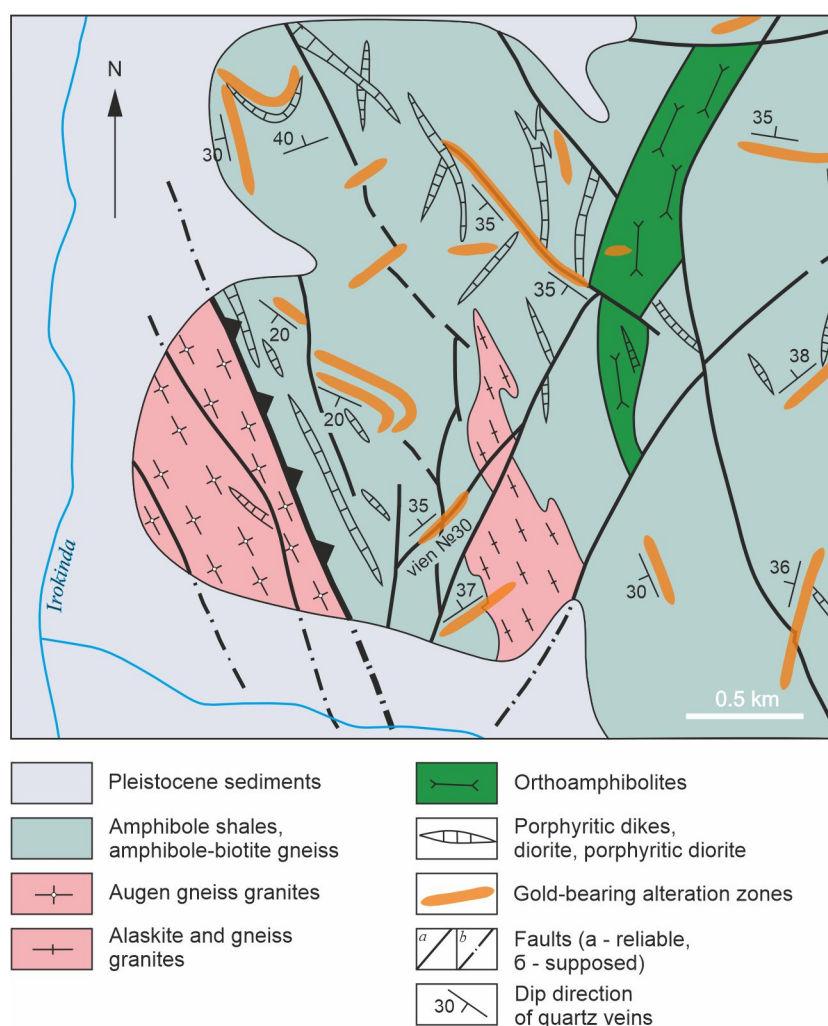 N
30
40
35
35
35
20
20
38
35
vien №30
37
30
36
Irokinda
0.5 km
Pleistocene sediments
Amphibole shales,
amphibole-biotite gneiss
Augen gneiss granites
Alaskite and gneiss
granites
Orthoamphibolites
Porphyritic dikes,
diorite, porphyritic diorite
Gold-bearing alteration zones
a b
Faults (a - reliable,
б - supposed)
30
Dip direction
of quartz veins